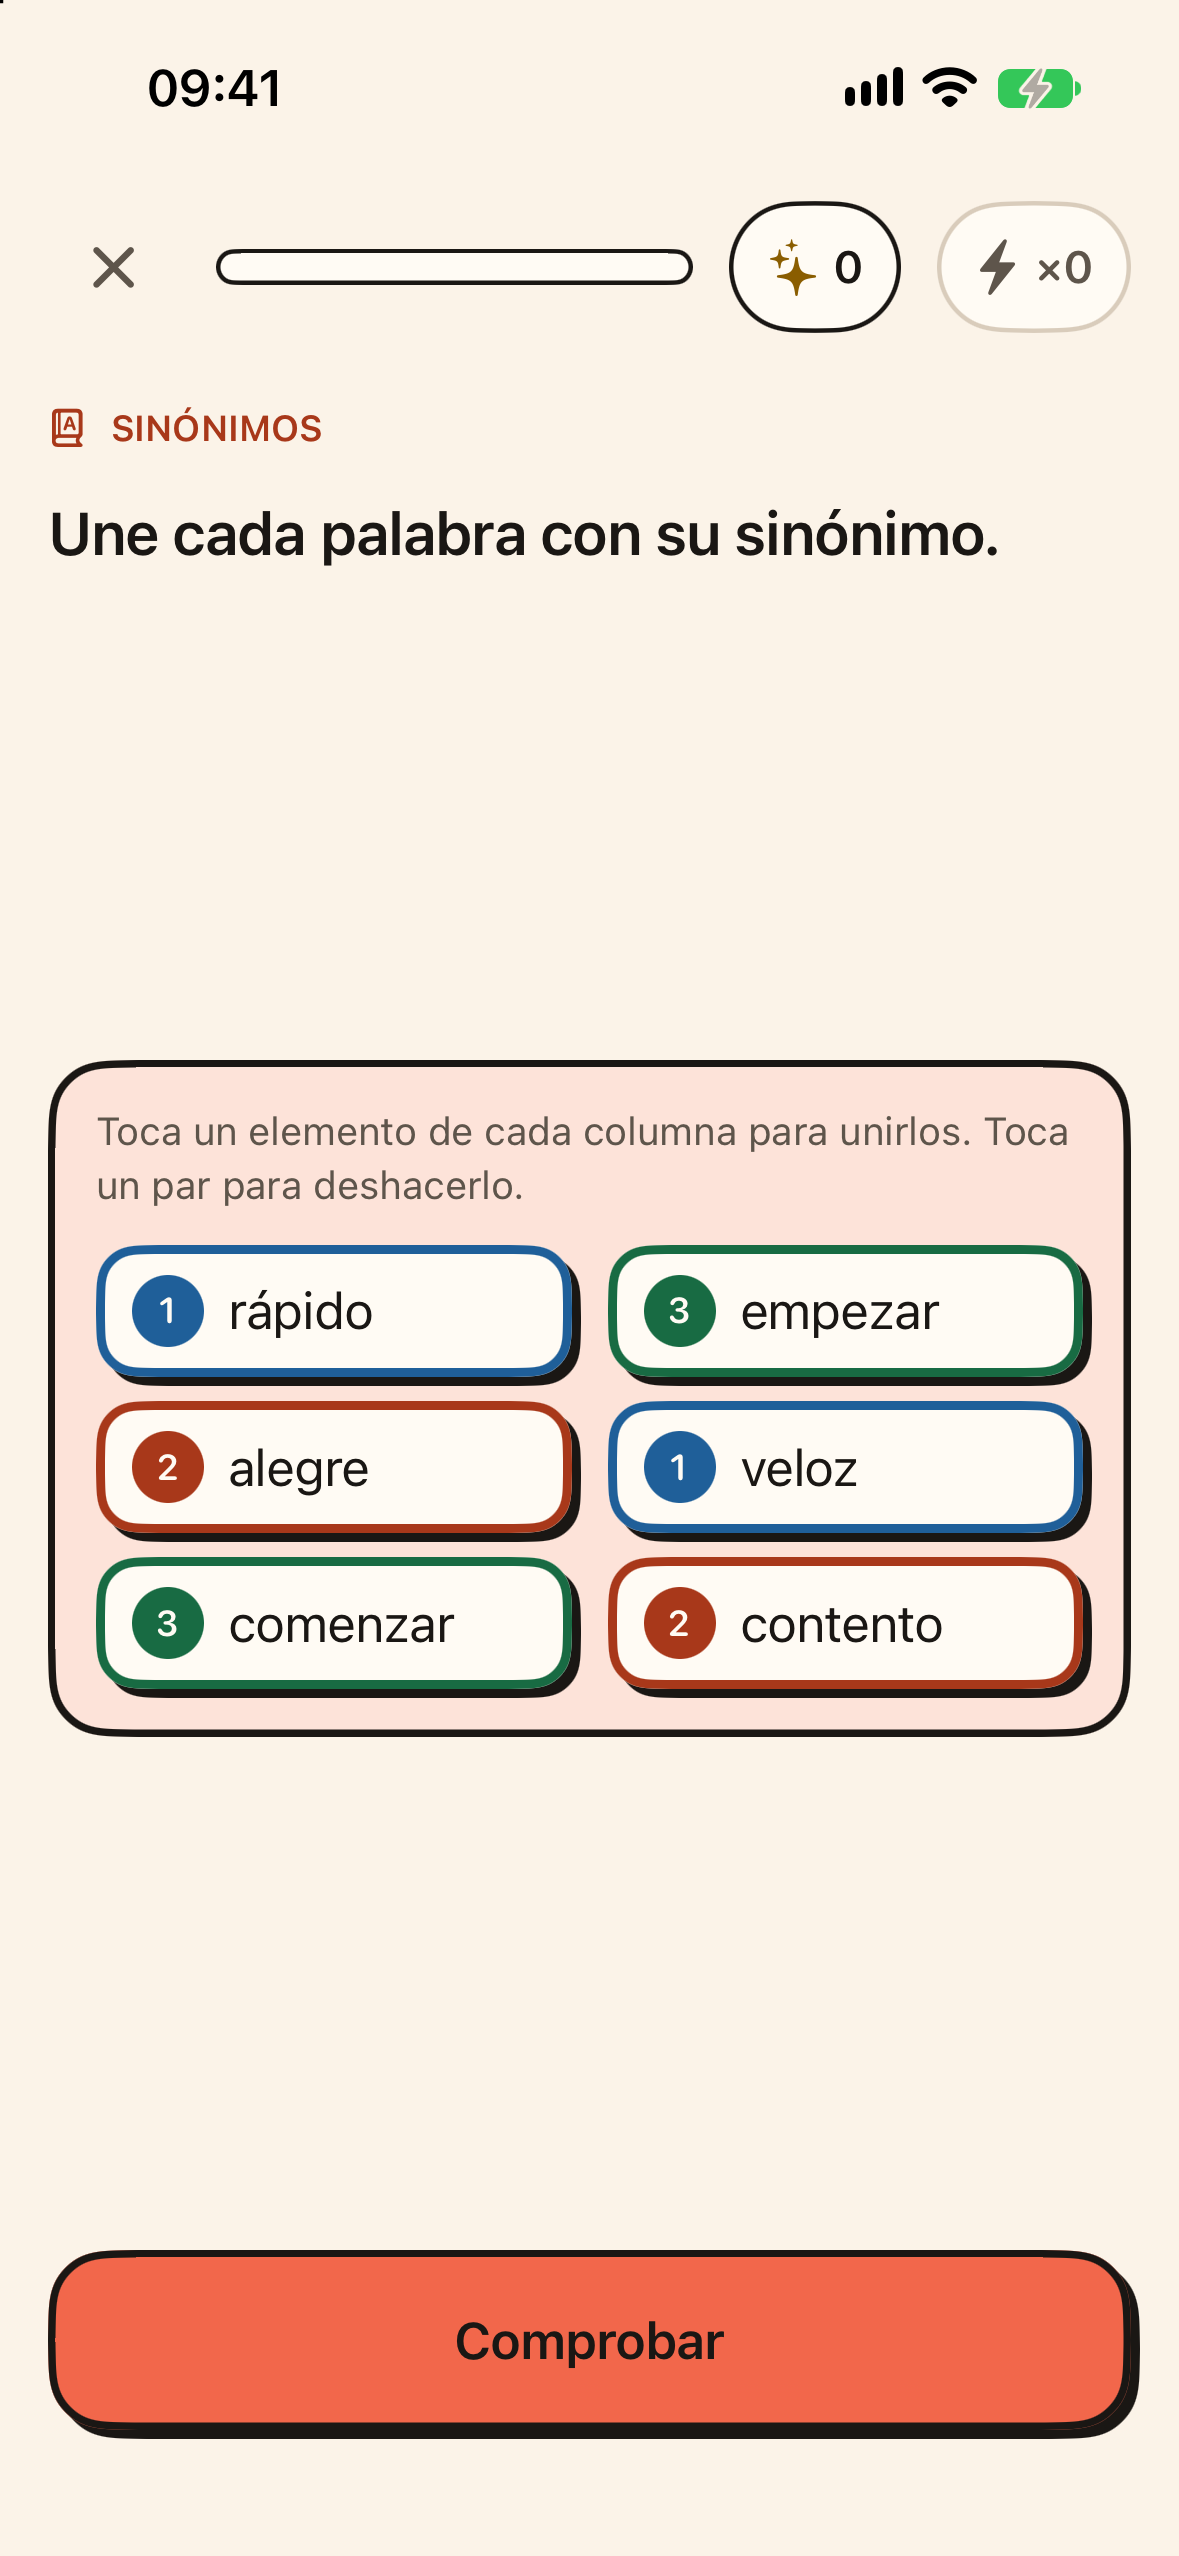 09:41
0
×0
SINÓNIMOS
Une cada palabra con su sinónimo.
Toca un elemento de cada columna para unirlos. Toca
un par para deshacerlo.
1 rápido
3 empezar
2 alegre
1 veloz
3 comenzar
2 contento
Comprobar